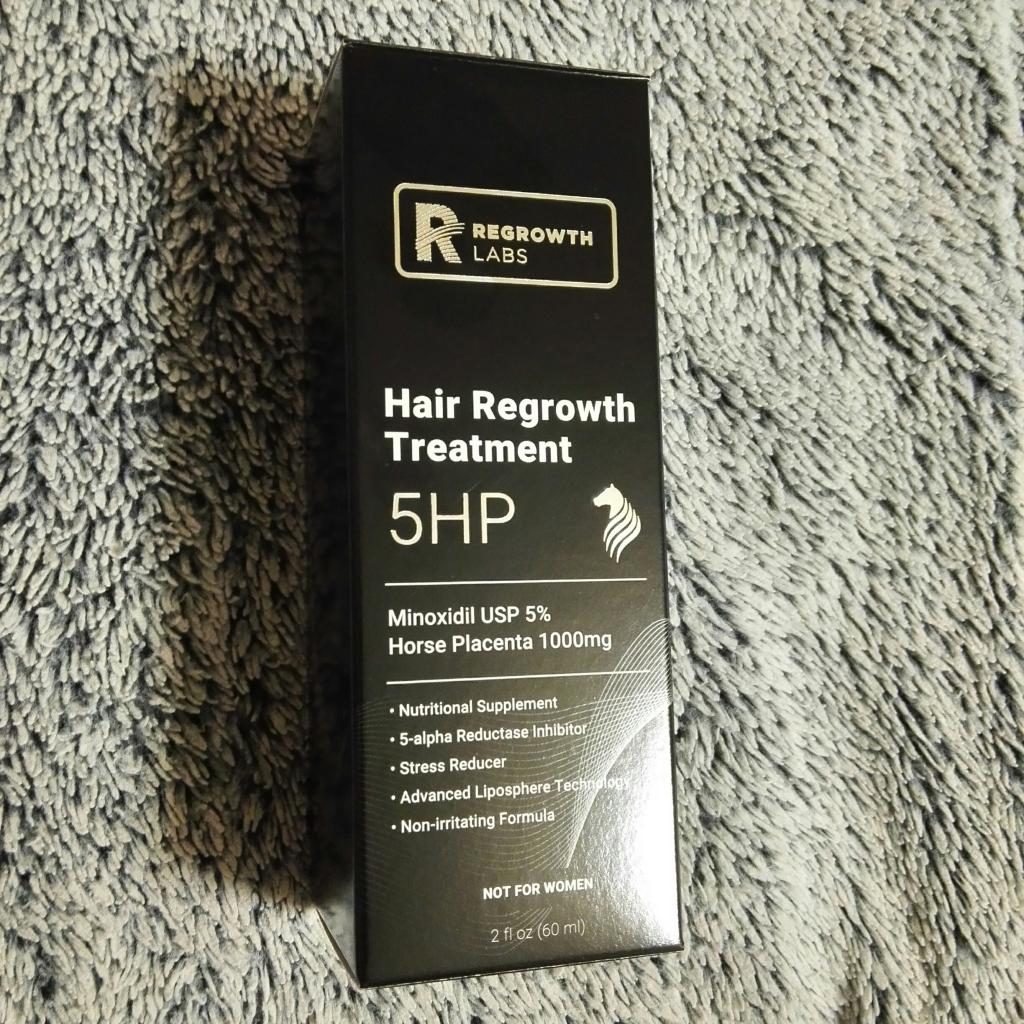 REGROWTH
LABS
Hair Regrowth
Treatment
5HP
Minoxidil USP 5%
Horse Placenta 1000mg
• Nutritional Supplement
• 5-alpha Reductase Inhibitor
• Stress Reducer
• Advanced Liposphere Technology
• Non-irritating Formula
NOT FOR WOMEN
2 fl oz (60 ml)